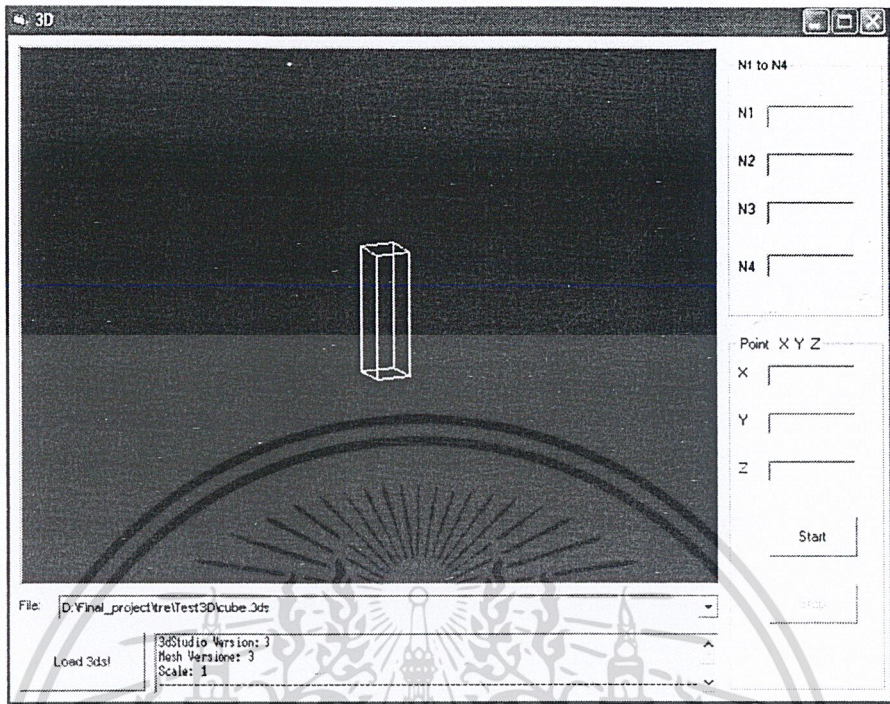 3D
N1 to N4
N1
N2
N3
N4
Point X Y Z
X
Y
Z
Start
File: D:\Final_project\tre\Test3D\cube.3ds
Load 3ds!
3dStudio Version: 3
Mesh Versione: 3
Scale: 1